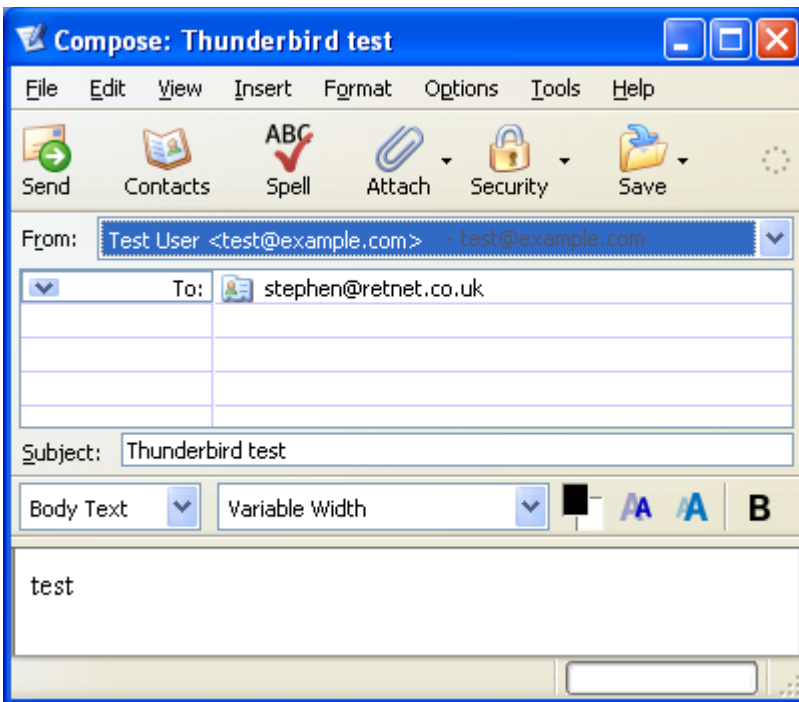 Compose: Thunderbird test
File Edit View Insert Format Options Tools Help
ABC
Send Contacts Spell Attach Security Save
From: Test User <test@example.com> - test@example.com
To: stephen@retnet.co.uk
Subject: Thunderbird test
Body Text Variable Width A A A A B
test